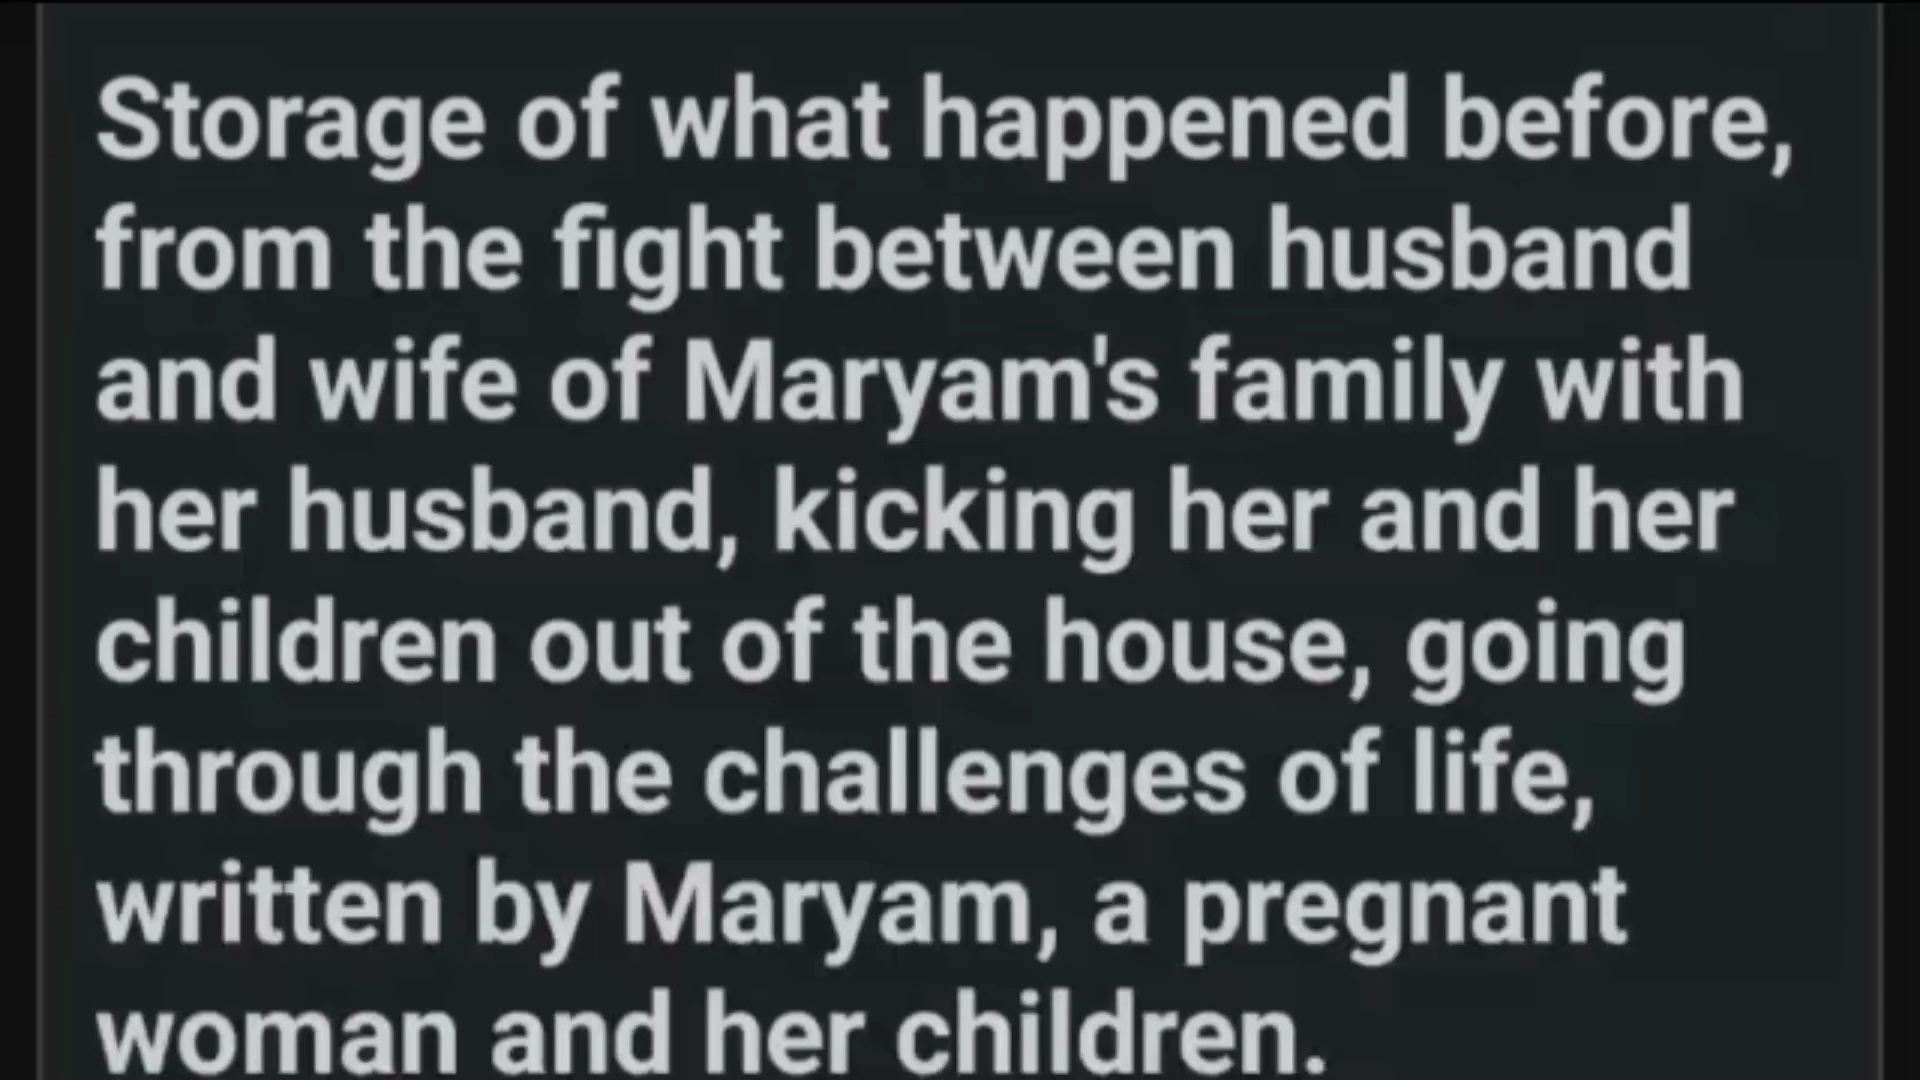 Storage of what happened before,
from the fight between husband
and wife of Maryam's family with
her husband, kicking her and her
children out of the house, going
through the challenges of life,
written by Maryam, a pregnant
woman and her children.